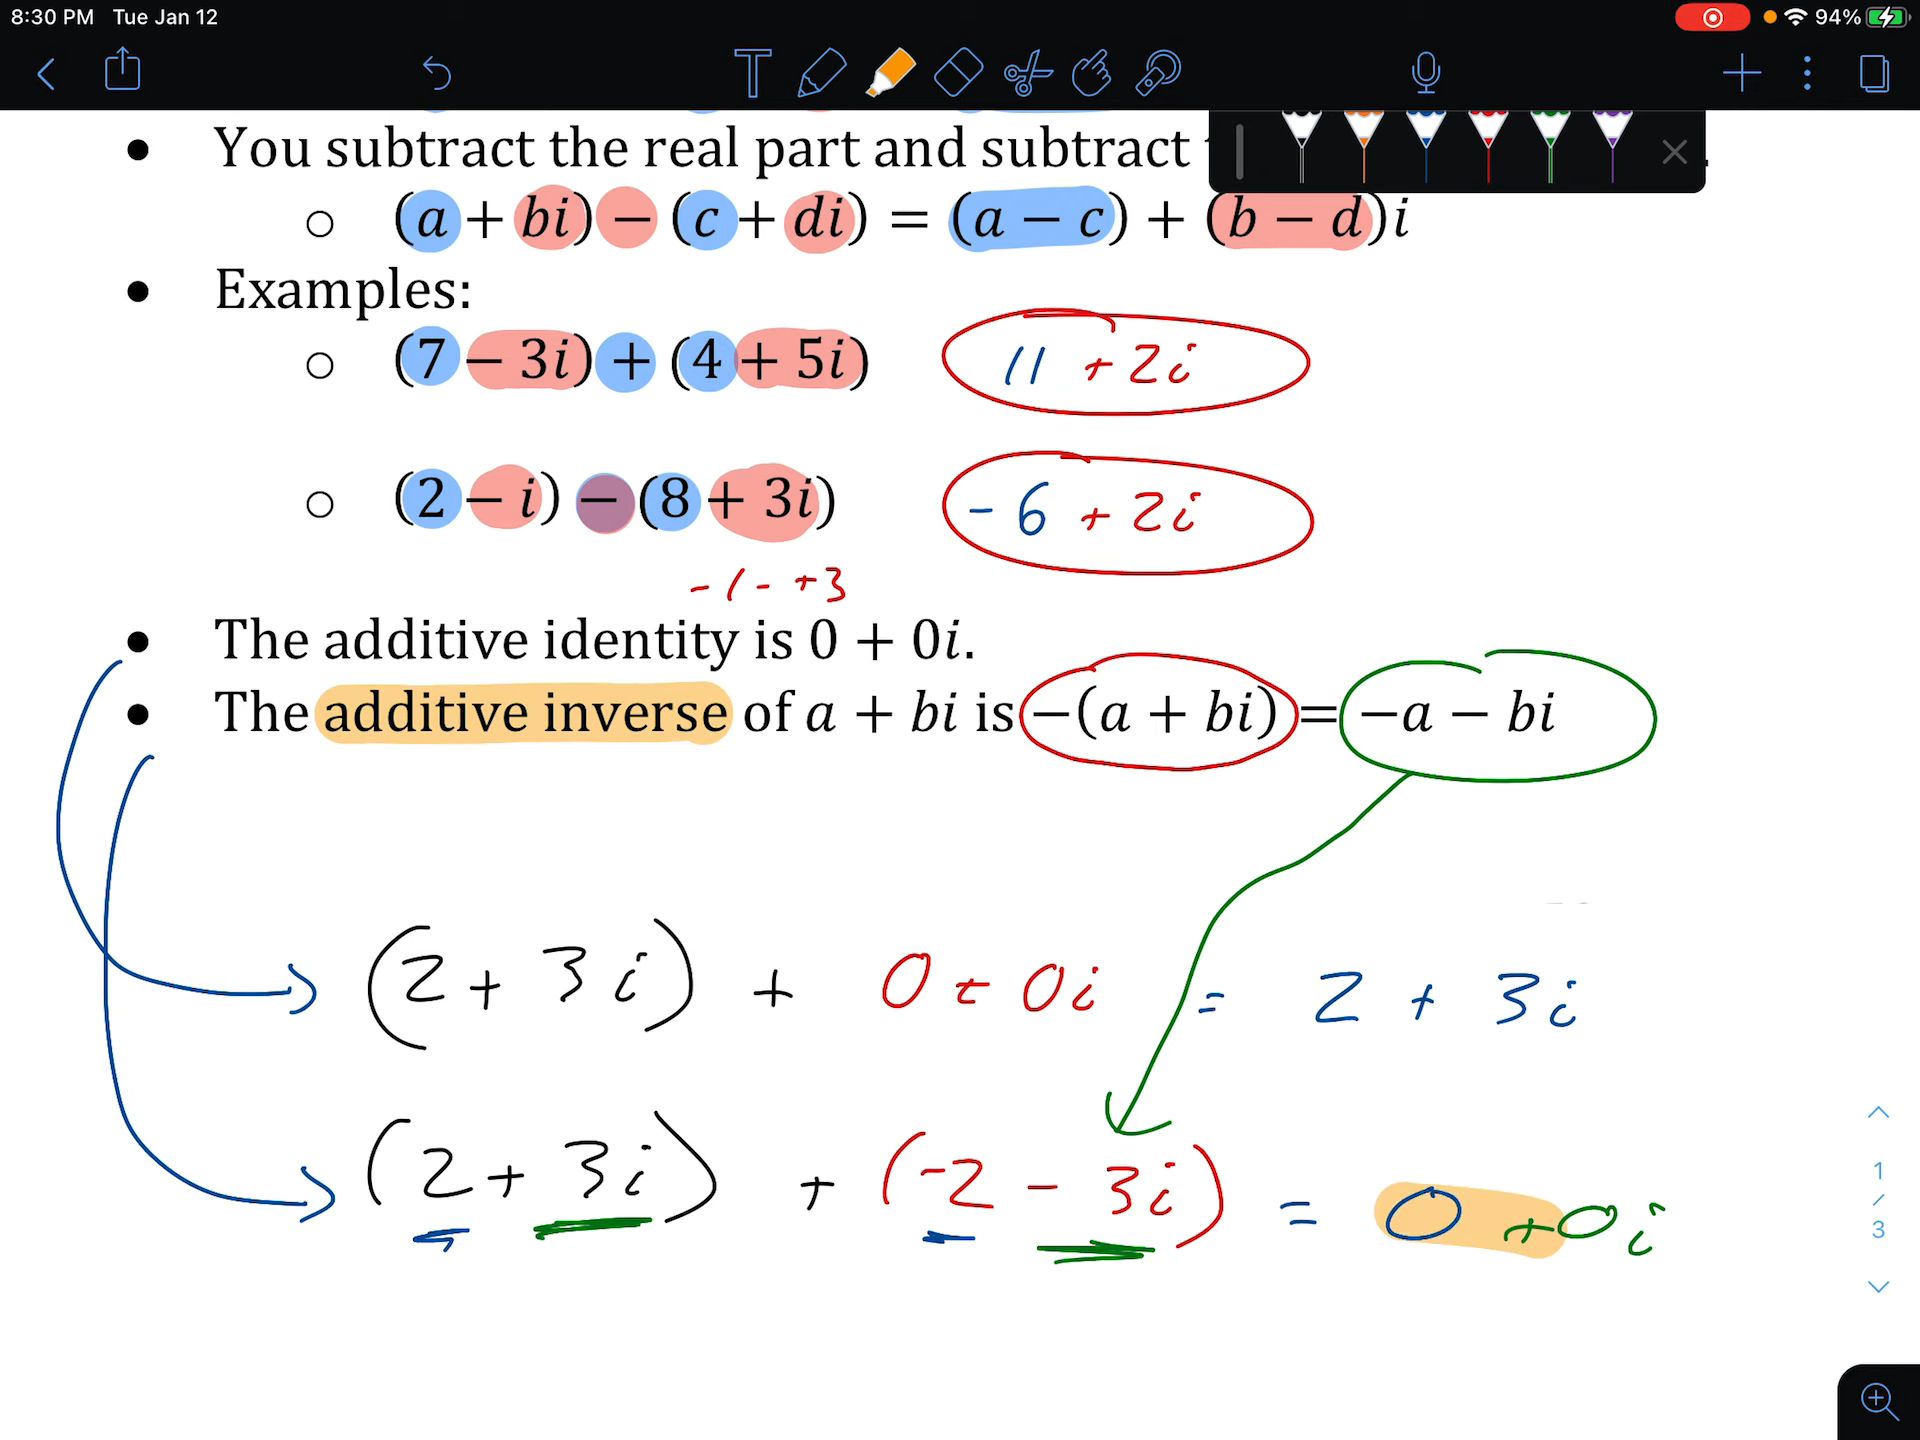 8:30 PM Tue Jan 12 94%
T
• You subtract the real part and subtract
○ (a + bi) − (c + di) = (a − c) + (b − d)i
• Examples:
○ (7 − 3i) + (4 + 5i) 11 + 2i
○ (2 − i) − (8 + 3i) -6 + 2i
-1 - +3
• The additive identity is 0 + 0i.
• The additive inverse of a + bi is −(a + bi) = −a − bi
(2 + 3i) + 0 + 0i = 2 + 3i
(2 + 3i) + (-2 - 3i) = 0 + 0i
1
/
3